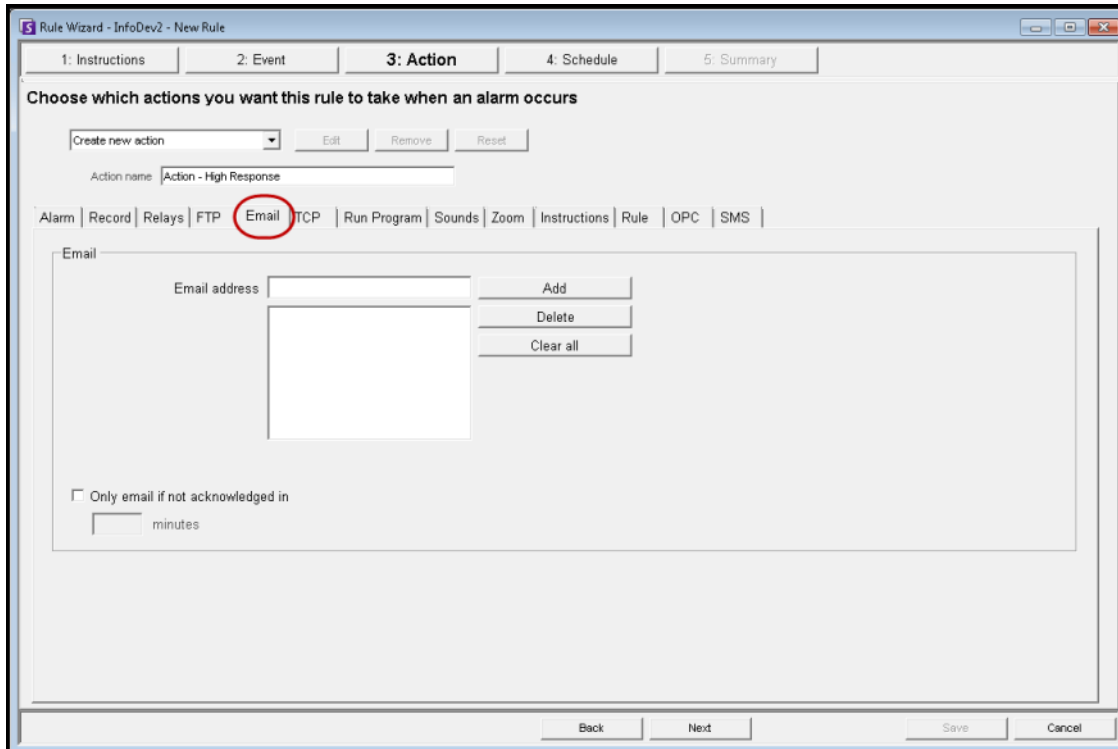 Rule Wizard - InfoDev2 - New Rule
1: Instructions 2: Event 3: Action 4: Schedule 5: Summary
Choose which actions you want this rule to take when an alarm occurs
Create new action Edit Remove Reset
Action name Action - High Response
Alarm Record Relays FTP Email TCP Run Program Sounds Zoom Instructions Rule OPC SMS
Email
Email address Add
Delete
Clear all
Only email if not acknowledged in
minutes
Back Next Save Cancel